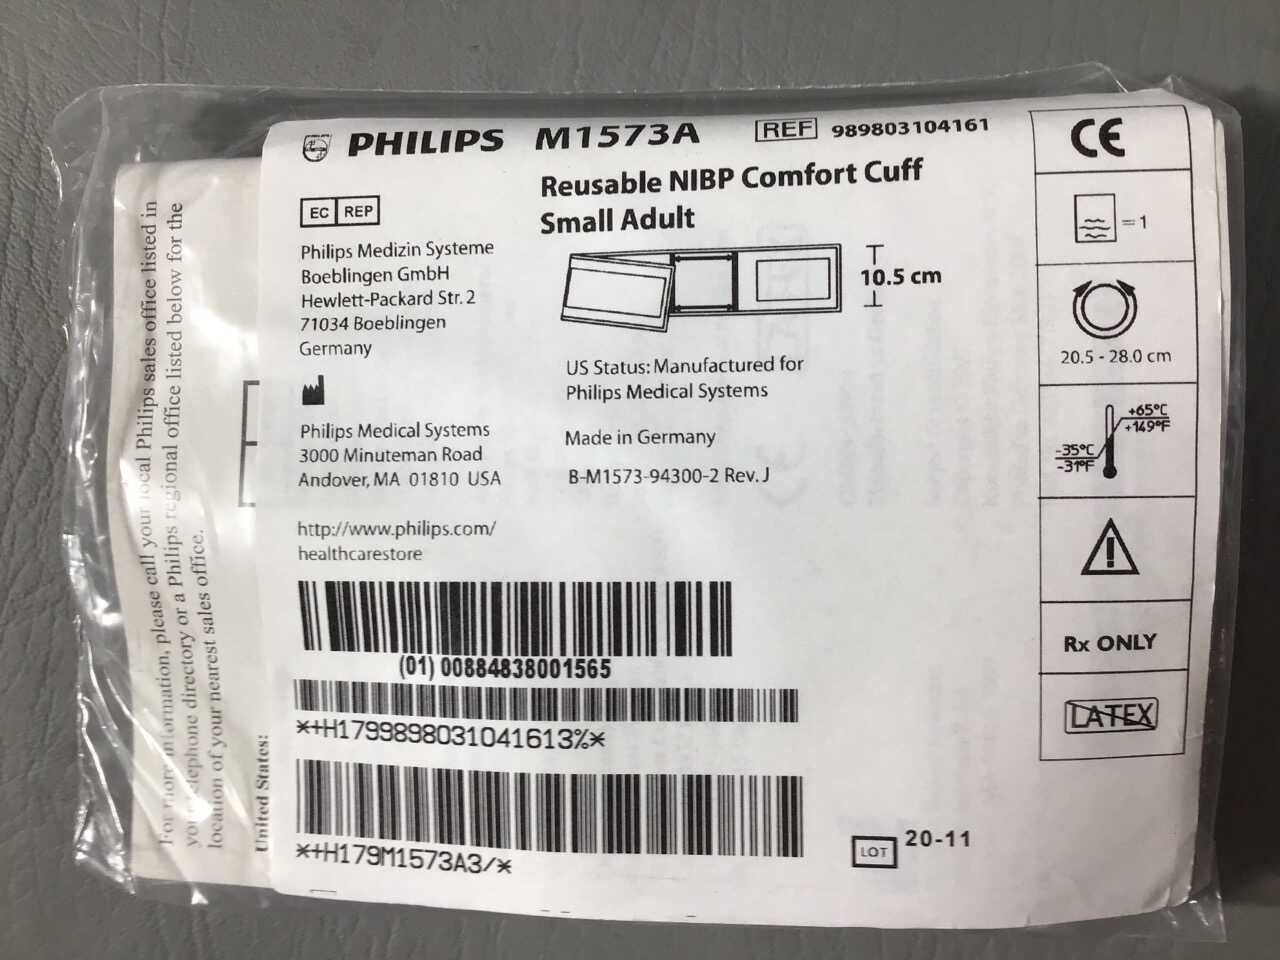 PHILIPS M1573A REF 989803104161
Reusable NIBP Comfort Cuff
Small Adult
EC REP
Philips Medizin Systeme
Boeblingen GmbH
Hewlett-Packard Str. 2
71034 Boeblingen
Germany
Philips Medical Systems
3000 Minuteman Road
Andover, MA 01810 USA
http://www.philips.com/
healthcarestore
10.5 cm
US Status: Manufactured for
Philips Medical Systems
Made in Germany
B-M1573-94300-2 Rev. J
(01) 00884838001565
*+H1799898031041613%*
*+H179M1573A3/*
LOT 20-11
CE
=1
20.5 - 28.0 cm
+65°C
+149°F
-35°C
-31°F
!
Rx ONLY
LATEX
For more information, please call your local Philips sales office listed in
your telephone directory or a Philips regional office listed below for the
location of your nearest sales office.
United States: